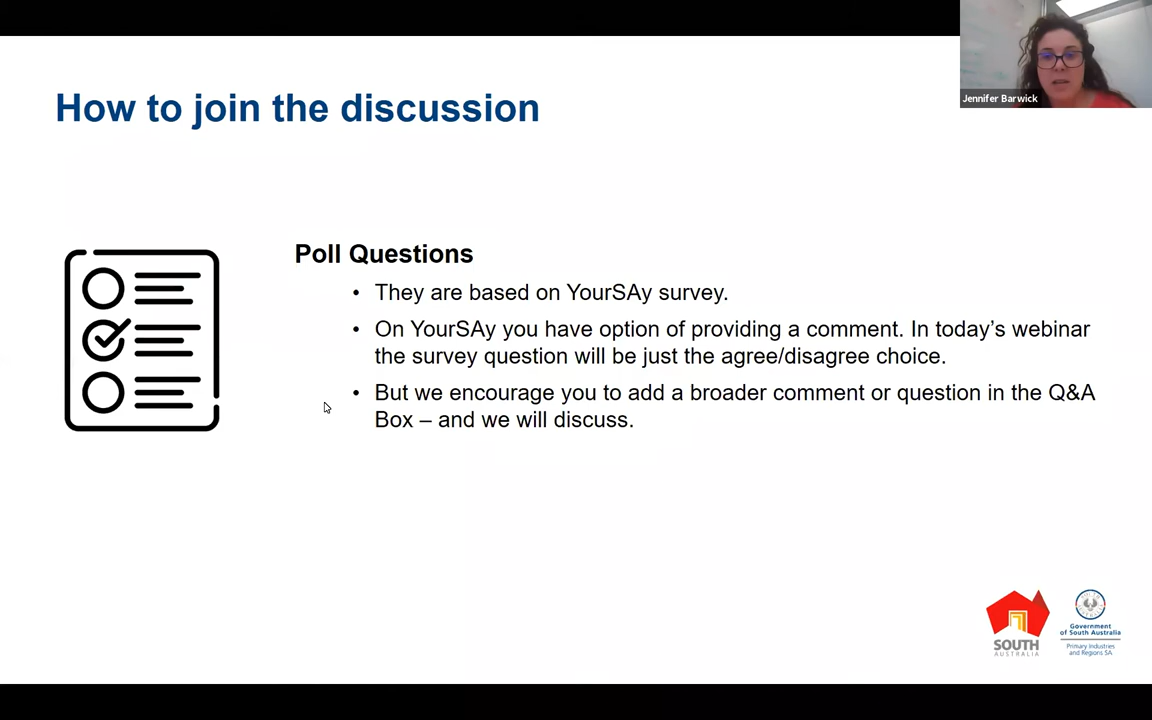 How to join the discussion
Jennifer Barwick
Poll Questions
• They are based on YourSAy survey.
• On YourSAy you have option of providing a comment. In today's webinar
the survey question will be just the agree/disagree choice.
• But we encourage you to add a broader comment or question in the Q&A
Box – and we will discuss.
SOUTH
AUSTRALIA
Government
of South Australia
Primary Industries
and Regions SA